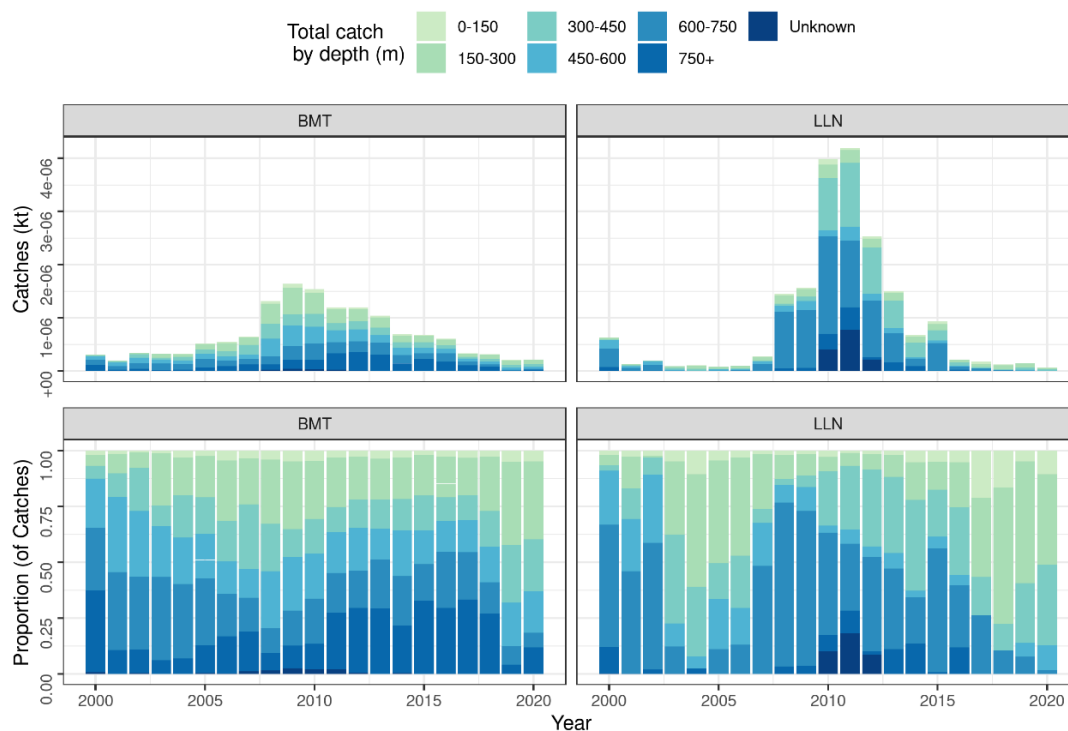 Total catch
by depth (m)
0-150
150-300
300-450
450-600
600-750
750+
Unknown
BMT
LLN
Catches (kt)
4e-06
3e-06
2e-06
1e-06
+00
BMT
LLN
Proportion (of Catches)
1.00
0.75
0.50
0.25
0.00
2000 2005 2010 2015 2020
2000 2005 2010 2015 2020
Year